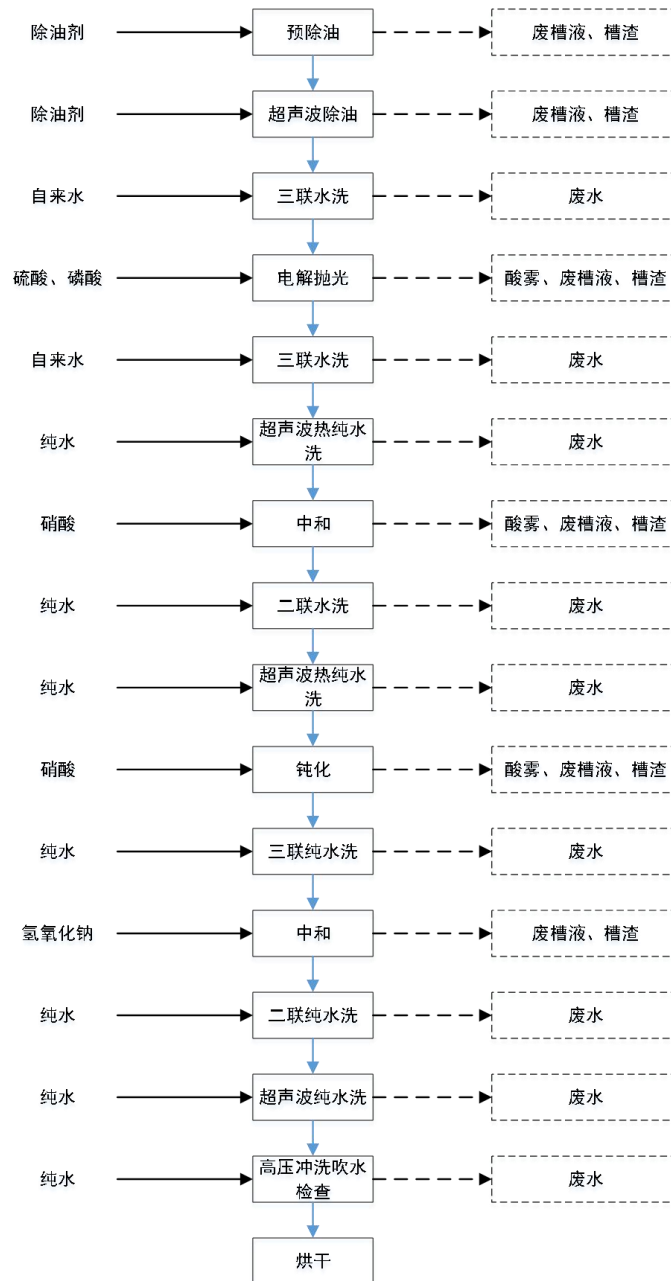 除油剂 预除油 废槽液、槽渣
除油剂 超声波除油 废槽液、槽渣
自来水 三联水洗 废水
硫酸、磷酸 电解抛光 酸雾、废槽液、槽渣
自来水 三联水洗 废水
纯水 超声波热纯水 废水
洗
硝酸 中和 酸雾、废槽液、槽渣
纯水 二联水洗 废水
纯水 超声波热纯水 废水
洗
硝酸 钝化 酸雾、废槽液、槽渣
纯水 三联纯水洗 废水
氢氧化钠 中和 废槽液、槽渣
纯水 二联纯水洗 废水
纯水 超声波纯水洗 废水
纯水 高压冲洗吹水 废水
检查
烘干